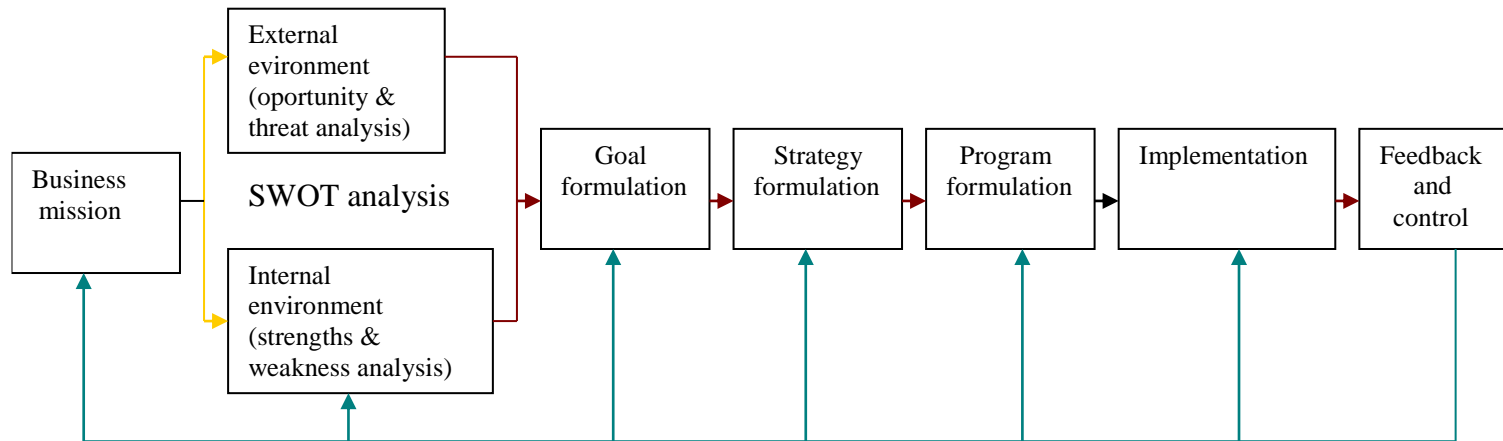 Business
mission
External
evironment
(oportunity &
threat analysis)
SWOT analysis
Internal
environment
(strengths &
weakness analysis)
Goal
formulation
Strategy
formulation
Program
formulation
Implementation
Feedback
and
control